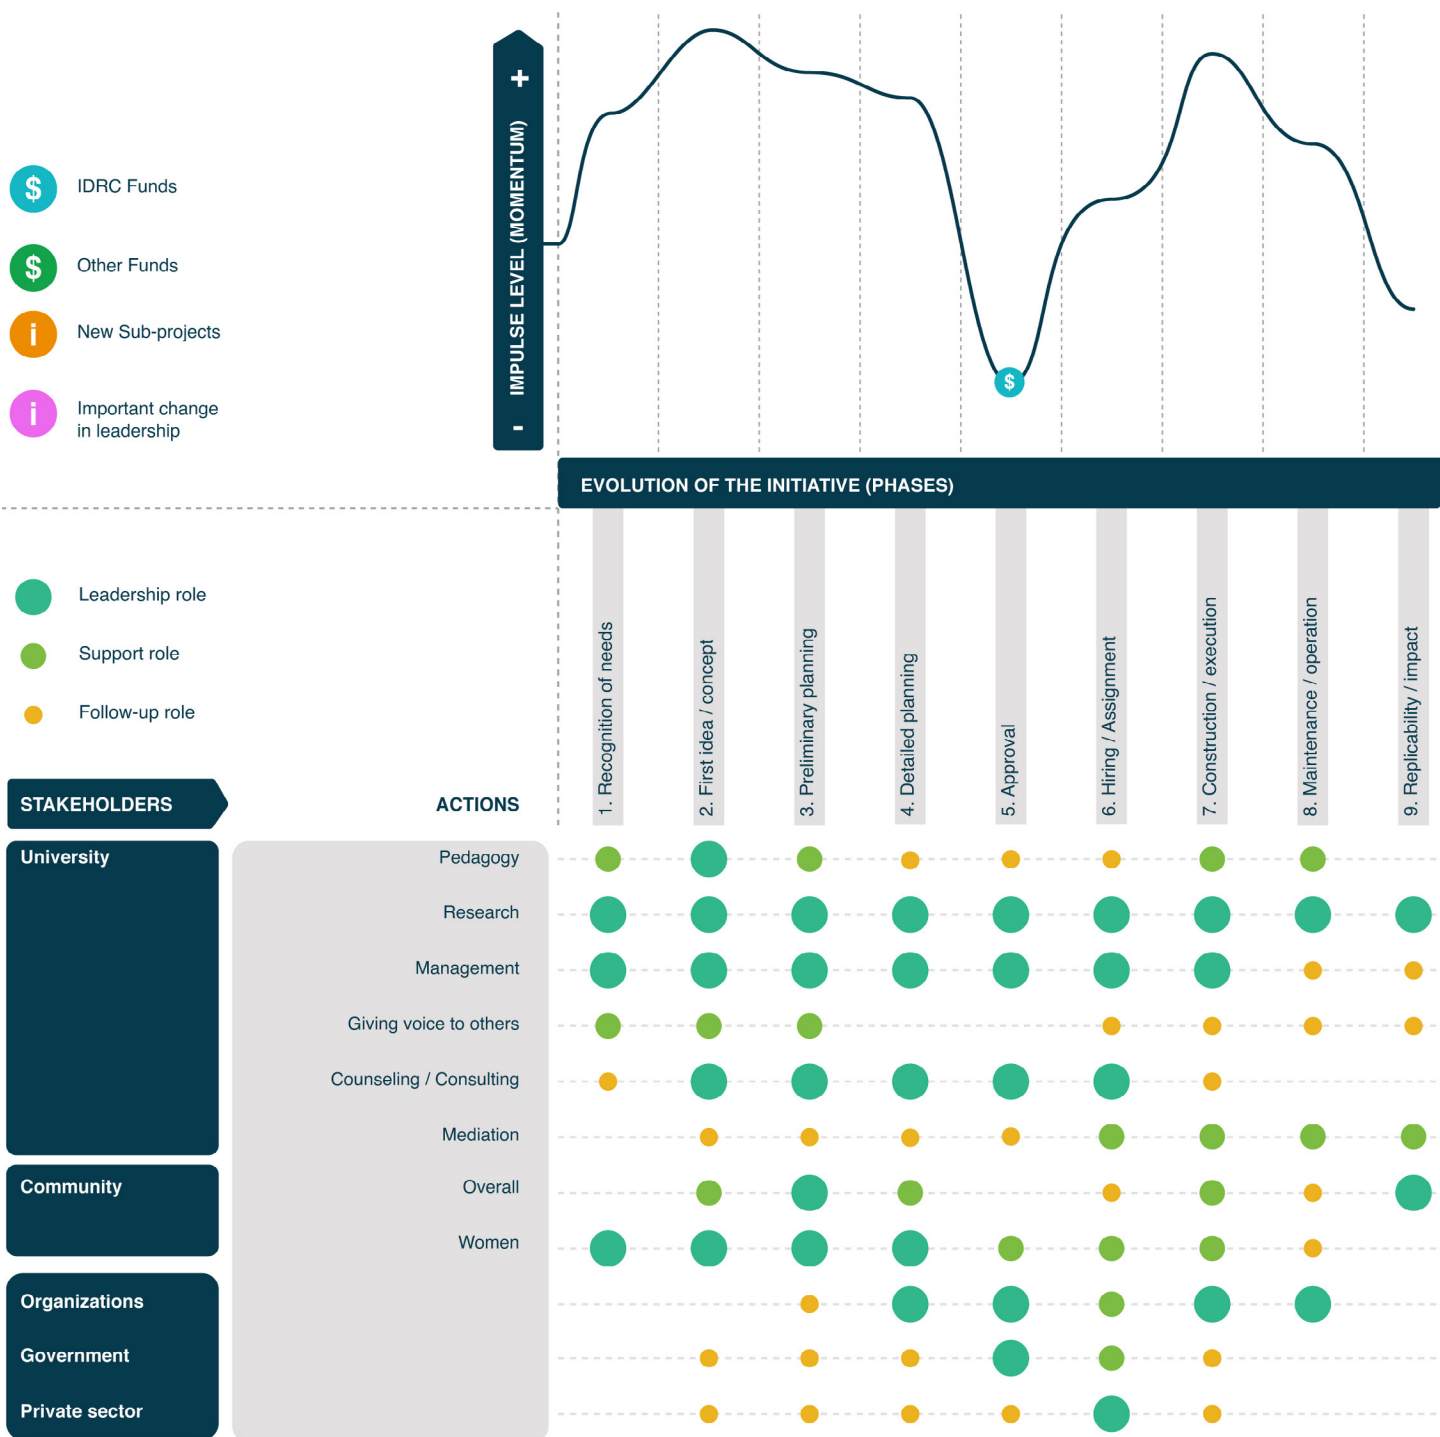 $ IDRC Funds
$ Other Funds
i New Sub-projects
i Important change
in leadership
+
IMPULSE LEVEL (MOMENTUM)
-
$
EVOLUTION OF THE INITIATIVE (PHASES)
Leadership role
Support role
Follow-up role
1. Recognition of needs
2. First idea / concept
3. Preliminary planning
4. Detailed planning
5. Approval
6. Hiring / Assignment
7. Construction / execution
8. Maintenance / operation
9. Replicability / impact
STAKEHOLDERS
ACTIONS
University
Pedagogy
Research
Management
Giving voice to others
Counseling / Consulting
Mediation
Community
Overall
Women
Organizations
Government
Private sector